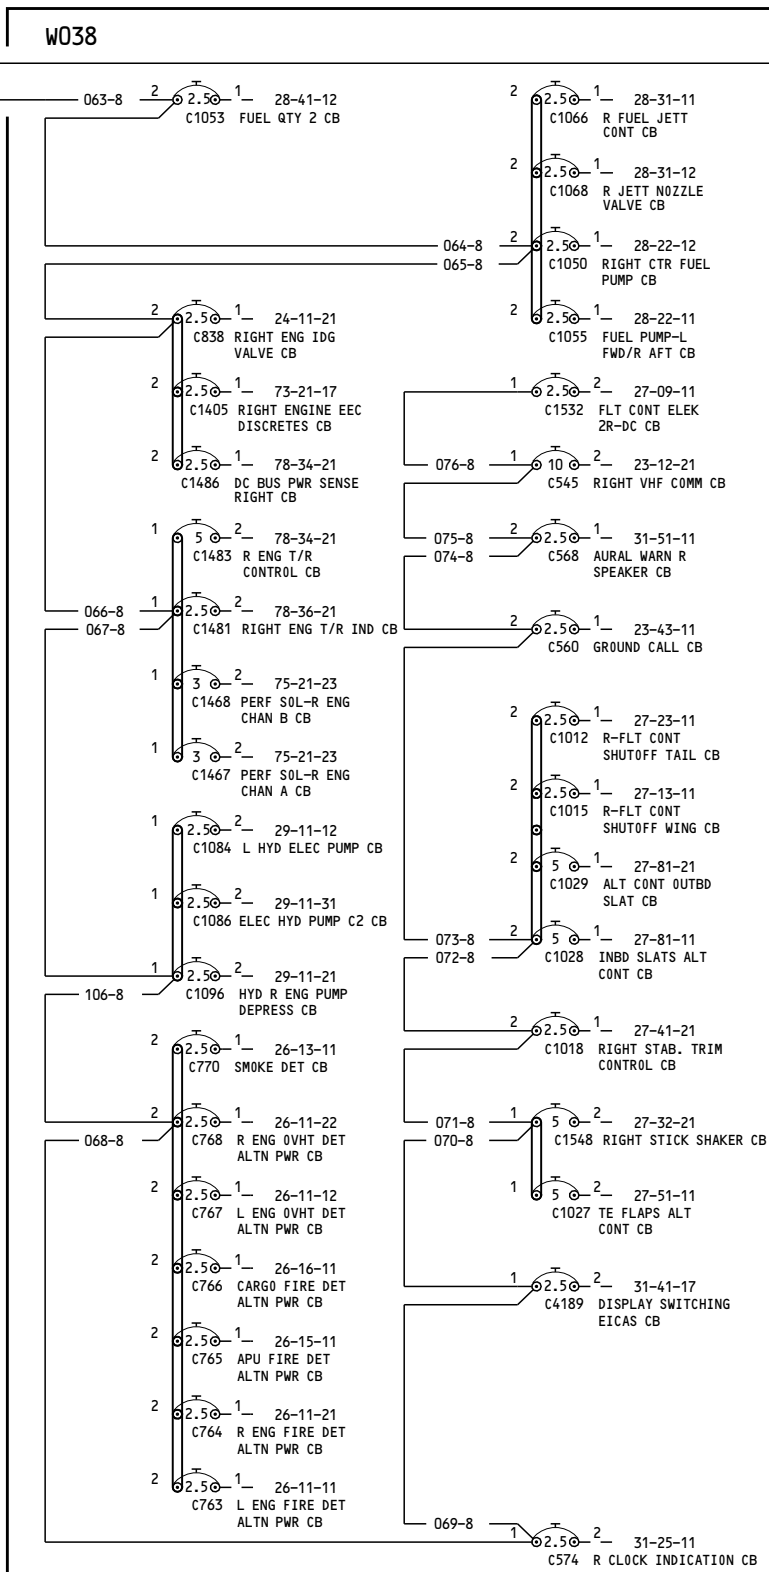 W038
063-8 2 2.5 1 28-41-12
C1053 FUEL QTY 2 CB
2 2.5 1 24-11-21
C838 RIGHT ENG IDG
VALVE CB
2 2.5 1 73-21-17
C1405 RIGHT ENGINE EEC
DISCRETES CB
2 2.5 1 78-34-21
C1486 DC BUS PWR SENSE
RIGHT CB
1 5 2 78-34-21
C1483 R ENG T/R
CONTROL CB
066-8 1 2.5 2 78-36-21
067-8 C1481 RIGHT ENG T/R IND CB
1 3 2 75-21-23
C1468 PERF SOL-R ENG
CHAN B CB
1 3 2 75-21-23
C1467 PERF SOL-R ENG
CHAN A CB
1 2.5 2 29-11-12
C1084 L HYD ELEC PUMP CB
1 2.5 2 29-11-31
C1086 ELEC HYD PUMP C2 CB
1 2.5 2 29-11-21
106-8 C1096 HYD R ENG PUMP
DEPRESS CB
2 2.5 1 26-13-11
C770 SMOKE DET CB
2 2.5 1 26-11-22
068-8 C768 R ENG OVHT DET
ALTN PWR CB
2 2.5 1 26-11-12
C767 L ENG OVHT DET
ALTN PWR CB
2 2.5 1 26-16-11
C766 CARGO FIRE DET
ALTN PWR CB
2 2.5 1 26-15-11
C765 APU FIRE DET
ALTN PWR CB
2 2.5 1 26-11-21
C764 R ENG FIRE DET
ALTN PWR CB
2 2.5 1 26-11-11
C763 L ENG FIRE DET
ALTN PWR CB
2 2.5 1 28-31-11
C1066 R FUEL JETT
CONT CB
2 2.5 1 28-31-12
C1068 R JETT NOZZLE
VALVE CB
064-8 2 2.5 1 28-22-12
065-8 C1050 RIGHT CTR FUEL
PUMP CB
2 2.5 1 28-22-11
C1055 FUEL PUMP-L
FWD/R AFT CB
1 2.5 2 27-09-11
C1532 FLT CONT ELEK
2R-DC CB
076-8 1 10 2 23-12-21
C545 RIGHT VHF COMM CB
075-8 2 2.5 1 31-51-11
074-8 C568 AURAL WARN R
SPEAKER CB
2 2.5 1 23-43-11
C560 GROUND CALL CB
2 2.5 1 27-23-11
C1012 R-FLT CONT
SHUTOFF TAIL CB
2 2.5 1 27-13-11
C1015 R-FLT CONT
SHUTOFF WING CB
2 5 1 27-81-21
C1029 ALT CONT OUTBD
SLAT CB
073-8 2 5 1 27-81-11
072-8 C1028 INBD SLATS ALT
CONT CB
2 2.5 1 27-41-21
C1018 RIGHT STAB. TRIM
CONTROL CB
071-8 1 5 2 27-32-21
070-8 C1548 RIGHT STICK SHAKER CB
1 5 2 27-51-11
C1027 TE FLAPS ALT
CONT CB
1 2.5 2 31-41-17
C4189 DISPLAY SWITCHING
EICAS CB
069-8
1 2.5 2 31-25-11
C574 R CLOCK INDICATION CB